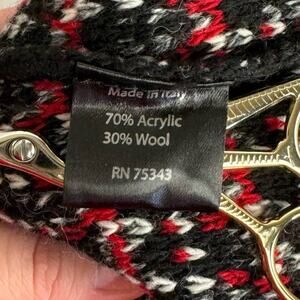 Made in Italy
70% Acrylic
30% Wool
RN 75343